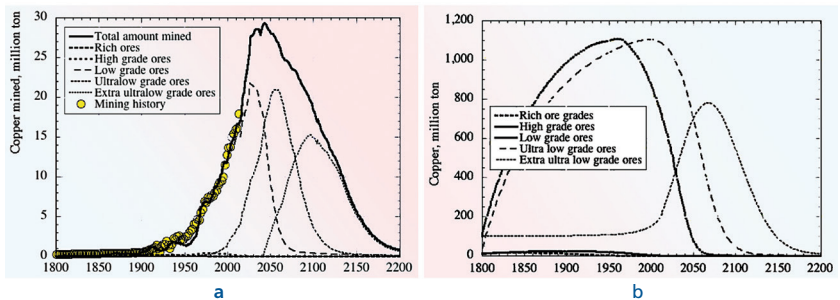 Copper mined, million ton
30
25
20
15
10
5
0
Total amount mined
Rich ores
High grade ores
Low grade ores
Ultralow grade ores
Extra ultralow grade ores
Mining history
1800 1850 1900 1950 2000 2050 2100 2150 2200
a
Copper, million ton
1,200
1,000
800
600
400
200
0
Rich ore grades
High grade ores
Low grade ores
Ultra low grade ores
Extra ultra low grade ores
1800 1850 1900 1950 2000 2050 2100 2150 2200
b